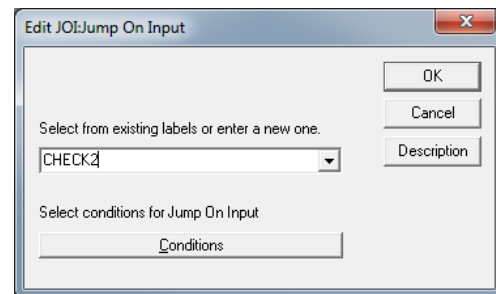 Edit JOI:Jump On Input
OK
Cancel
Description
Select from existing labels or enter a new one.
CHECK2
Select conditions for Jump On Input
Conditions